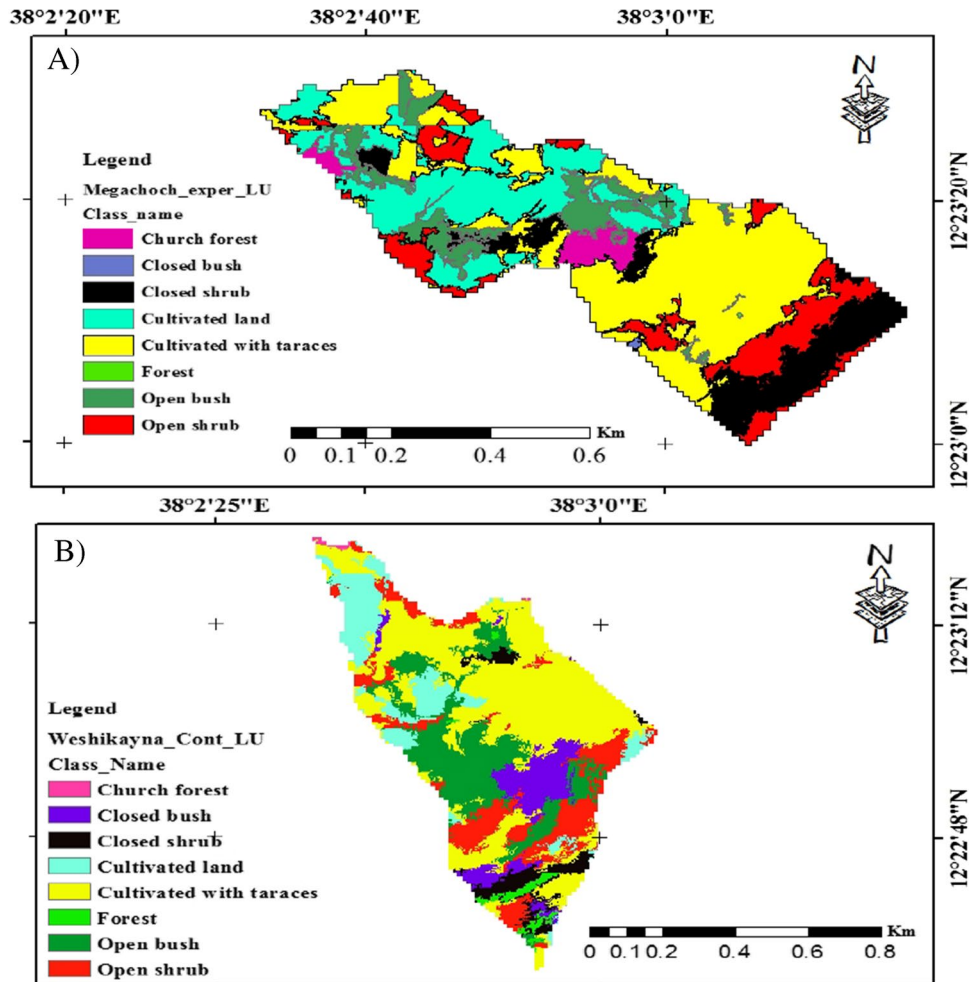 38°2'20"E 38°2'40"E 38°3'0"E
A)
N
Legend
Megachoch_exper_LU
Class_name
Church forest
Closed bush
Closed shrub
Cultivated land
Cultivated with taraces
Forest
Open bush
Open shrub
12°23'20"N
Km
0 0.1 0.2 0.4 0.6
12°23'0"N
38°2'25"E 38°3'0"E
B)
N
12°23'12"N
Legend
Weshikayna_Cont_LU
Class_Name
Church forest
Closed bush
Closed shrub
Cultivated land
Cultivated with taraces
Forest
Open bush
Open shrub
12°22'48"N
Km
0 0.10.2 0.4 0.6 0.8